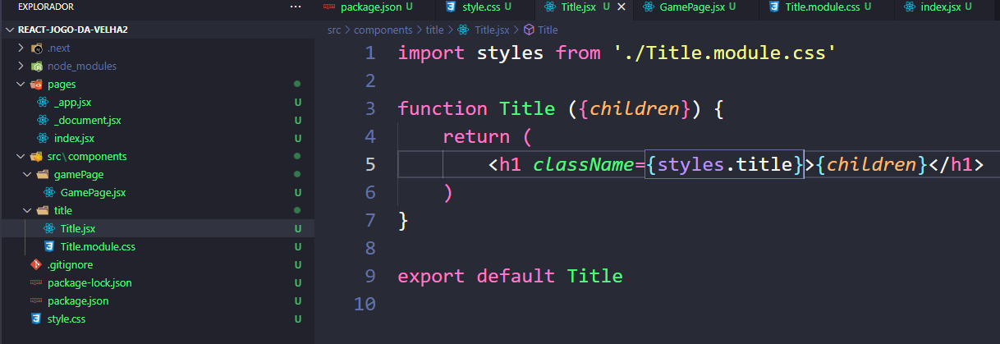 EXPLORADOR ...
REACT-JOGO-DA-VELHA2
.next
node_modules
pages
_app.jsx U
_document.jsx U
index.jsx U
src\components
gamePage
GamePage.jsx U
title
Title.jsx U
Title.module.css U
.gitignore U
package-lock.json U
package.json U
style.css U
package.json U style.css U Title.jsx U GamePage.jsx U Title.module.css U index.jsx U
src > components > title > Title.jsx > Title
1 import styles from './Title.module.css'
2
3 function Title ({children}) {
4 return (
5 <h1 className={styles.title}>{children}</h1>
6 )
7 }
8
9 export default Title
10